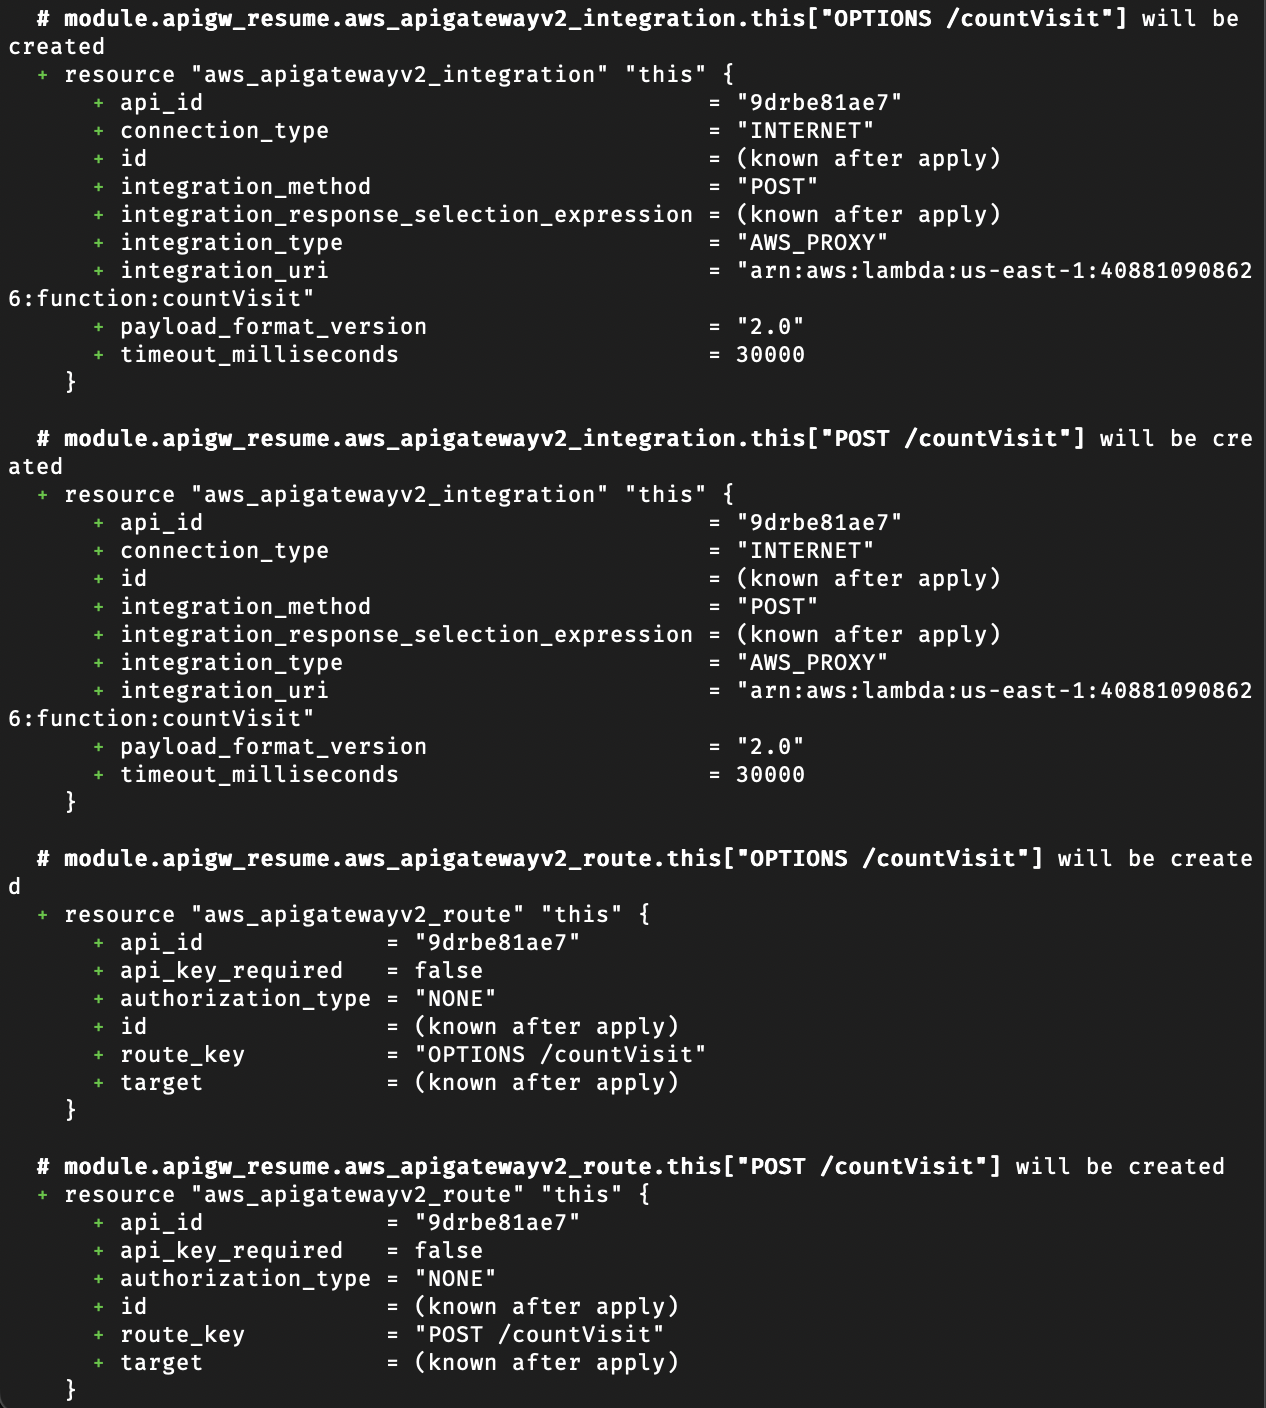 # module.apigw_resume.aws_apigatewayv2_integration.this["OPTIONS /countVisit"] will be
created
  + resource "aws_apigatewayv2_integration" "this" {
      + api_id                                    = "9drbe81ae7"
      + connection_type                           = "INTERNET"
      + id                                        = (known after apply)
      + integration_method                        = "POST"
      + integration_response_selection_expression = (known after apply)
      + integration_type                          = "AWS_PROXY"
      + integration_uri                           = "arn:aws:lambda:us-east-1:40881090862
6:function:countVisit"
      + payload_format_version                    = "2.0"
      + timeout_milliseconds                      = 30000
    }

  # module.apigw_resume.aws_apigatewayv2_integration.this["POST /countVisit"] will be cre
ated
  + resource "aws_apigatewayv2_integration" "this" {
      + api_id                                    = "9drbe81ae7"
      + connection_type                           = "INTERNET"
      + id                                        = (known after apply)
      + integration_method                        = "POST"
      + integration_response_selection_expression = (known after apply)
      + integration_type                          = "AWS_PROXY"
      + integration_uri                           = "arn:aws:lambda:us-east-1:40881090862
6:function:countVisit"
      + payload_format_version                    = "2.0"
      + timeout_milliseconds                      = 30000
    }

  # module.apigw_resume.aws_apigatewayv2_route.this["OPTIONS /countVisit"] will be create
d
  + resource "aws_apigatewayv2_route" "this" {
      + api_id             = "9drbe81ae7"
      + api_key_required   = false
      + authorization_type = "NONE"
      + id                 = (known after apply)
      + route_key          = "OPTIONS /countVisit"
      + target             = (known after apply)
    }

  # module.apigw_resume.aws_apigatewayv2_route.this["POST /countVisit"] will be created
  + resource "aws_apigatewayv2_route" "this" {
      + api_id             = "9drbe81ae7"
      + api_key_required   = false
      + authorization_type = "NONE"
      + id                 = (known after apply)
      + route_key          = "POST /countVisit"
      + target             = (known after apply)
    }